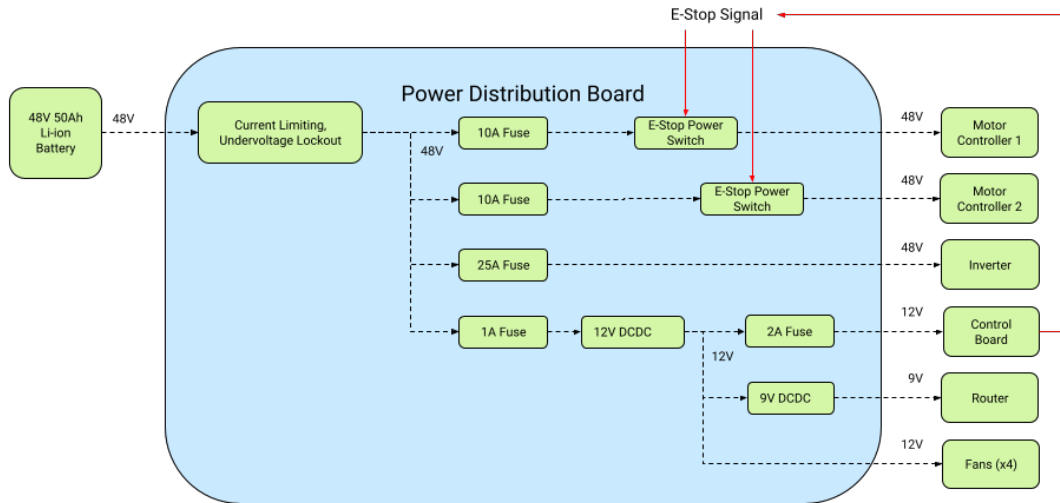 E-Stop Signal
Power Distribution Board
48V 50Ah
Li-ion
Battery
48V
Current Limiting,
Undervoltage Lockout
48V
10A Fuse
E-Stop Power
Switch
48V
Motor
Controller 1
10A Fuse
E-Stop Power
Switch
48V
Motor
Controller 2
25A Fuse
48V
Inverter
1A Fuse
12V DCDC
12V
2A Fuse
12V
Control
Board
9V DCDC
9V
Router
12V
Fans (x4)